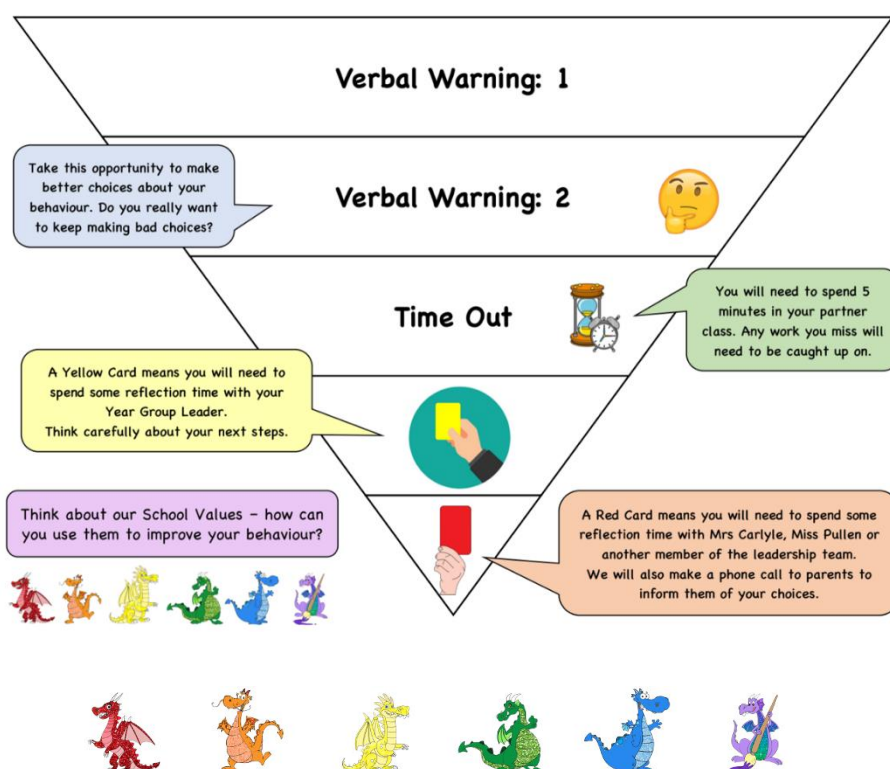 Verbal Warning: 1
Take this opportunity to make
better choices about your
behaviour. Do you really want
to keep making bad choices?
Verbal Warning: 2
Time Out
You will need to spend 5
minutes in your partner
class. Any work you miss will
need to be caught up on.
A Yellow Card means you will need to
spend some reflection time with your
Year Group Leader.
Think carefully about your next steps.
Think about our School Values – how can
you use them to improve your behaviour?
A Red Card means you will need to spend some
reflection time with Mrs Carlyle, Miss Pullen or
another member of the leadership team.
We will also make a phone call to parents to
inform them of your choices.